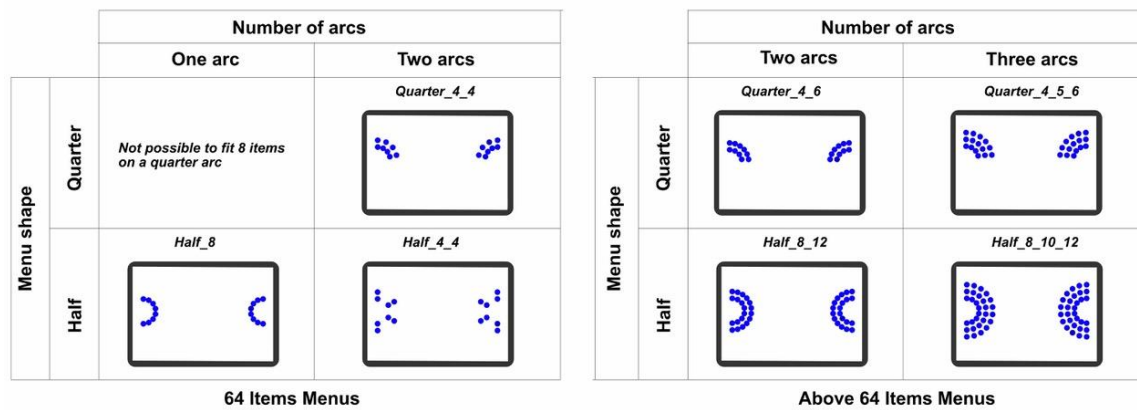 Number of arcs
One arc
Two arcs
Menu shape
Quarter
Not possible to fit 8 items
on a quarter arc
Quarter_4_4
Half
Half_8
Half_4_4
64 Items Menus
Number of arcs
Two arcs
Three arcs
Menu shape
Quarter
Quarter_4_6
Quarter_4_5_6
Half
Half_8_12
Half_8_10_12
Above 64 Items Menus